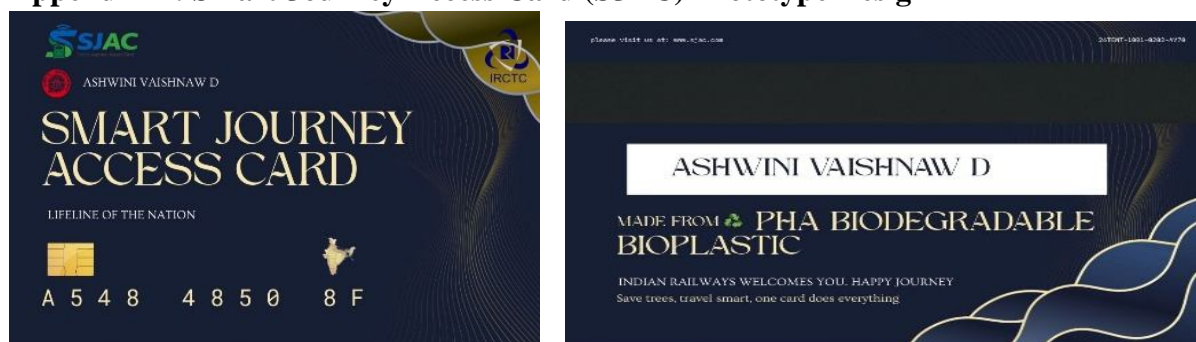 SJAC
IRCTC
ASHWINI VAISHNAW D
SMART JOURNEY
ACCESS CARD
LIFELINE OF THE NATION
A548 4850 8F
please visit us at: www.sjac.com
ASHWINI VAISHNAW D
MADE FROM PHA BIODEGRADABLE
BIOPLASTIC
INDIAN RAILWAYS WELCOMES YOU. HAPPY JOURNEY
Save trees, travel smart, one card does everything